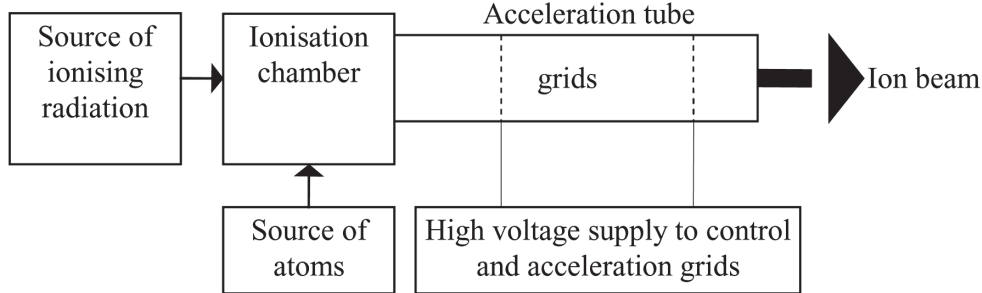 Acceleration tube
Source of
ionising
radiation
Ionisation
chamber
grids
Ion beam
Source of
atoms
High voltage supply to control
and acceleration grids